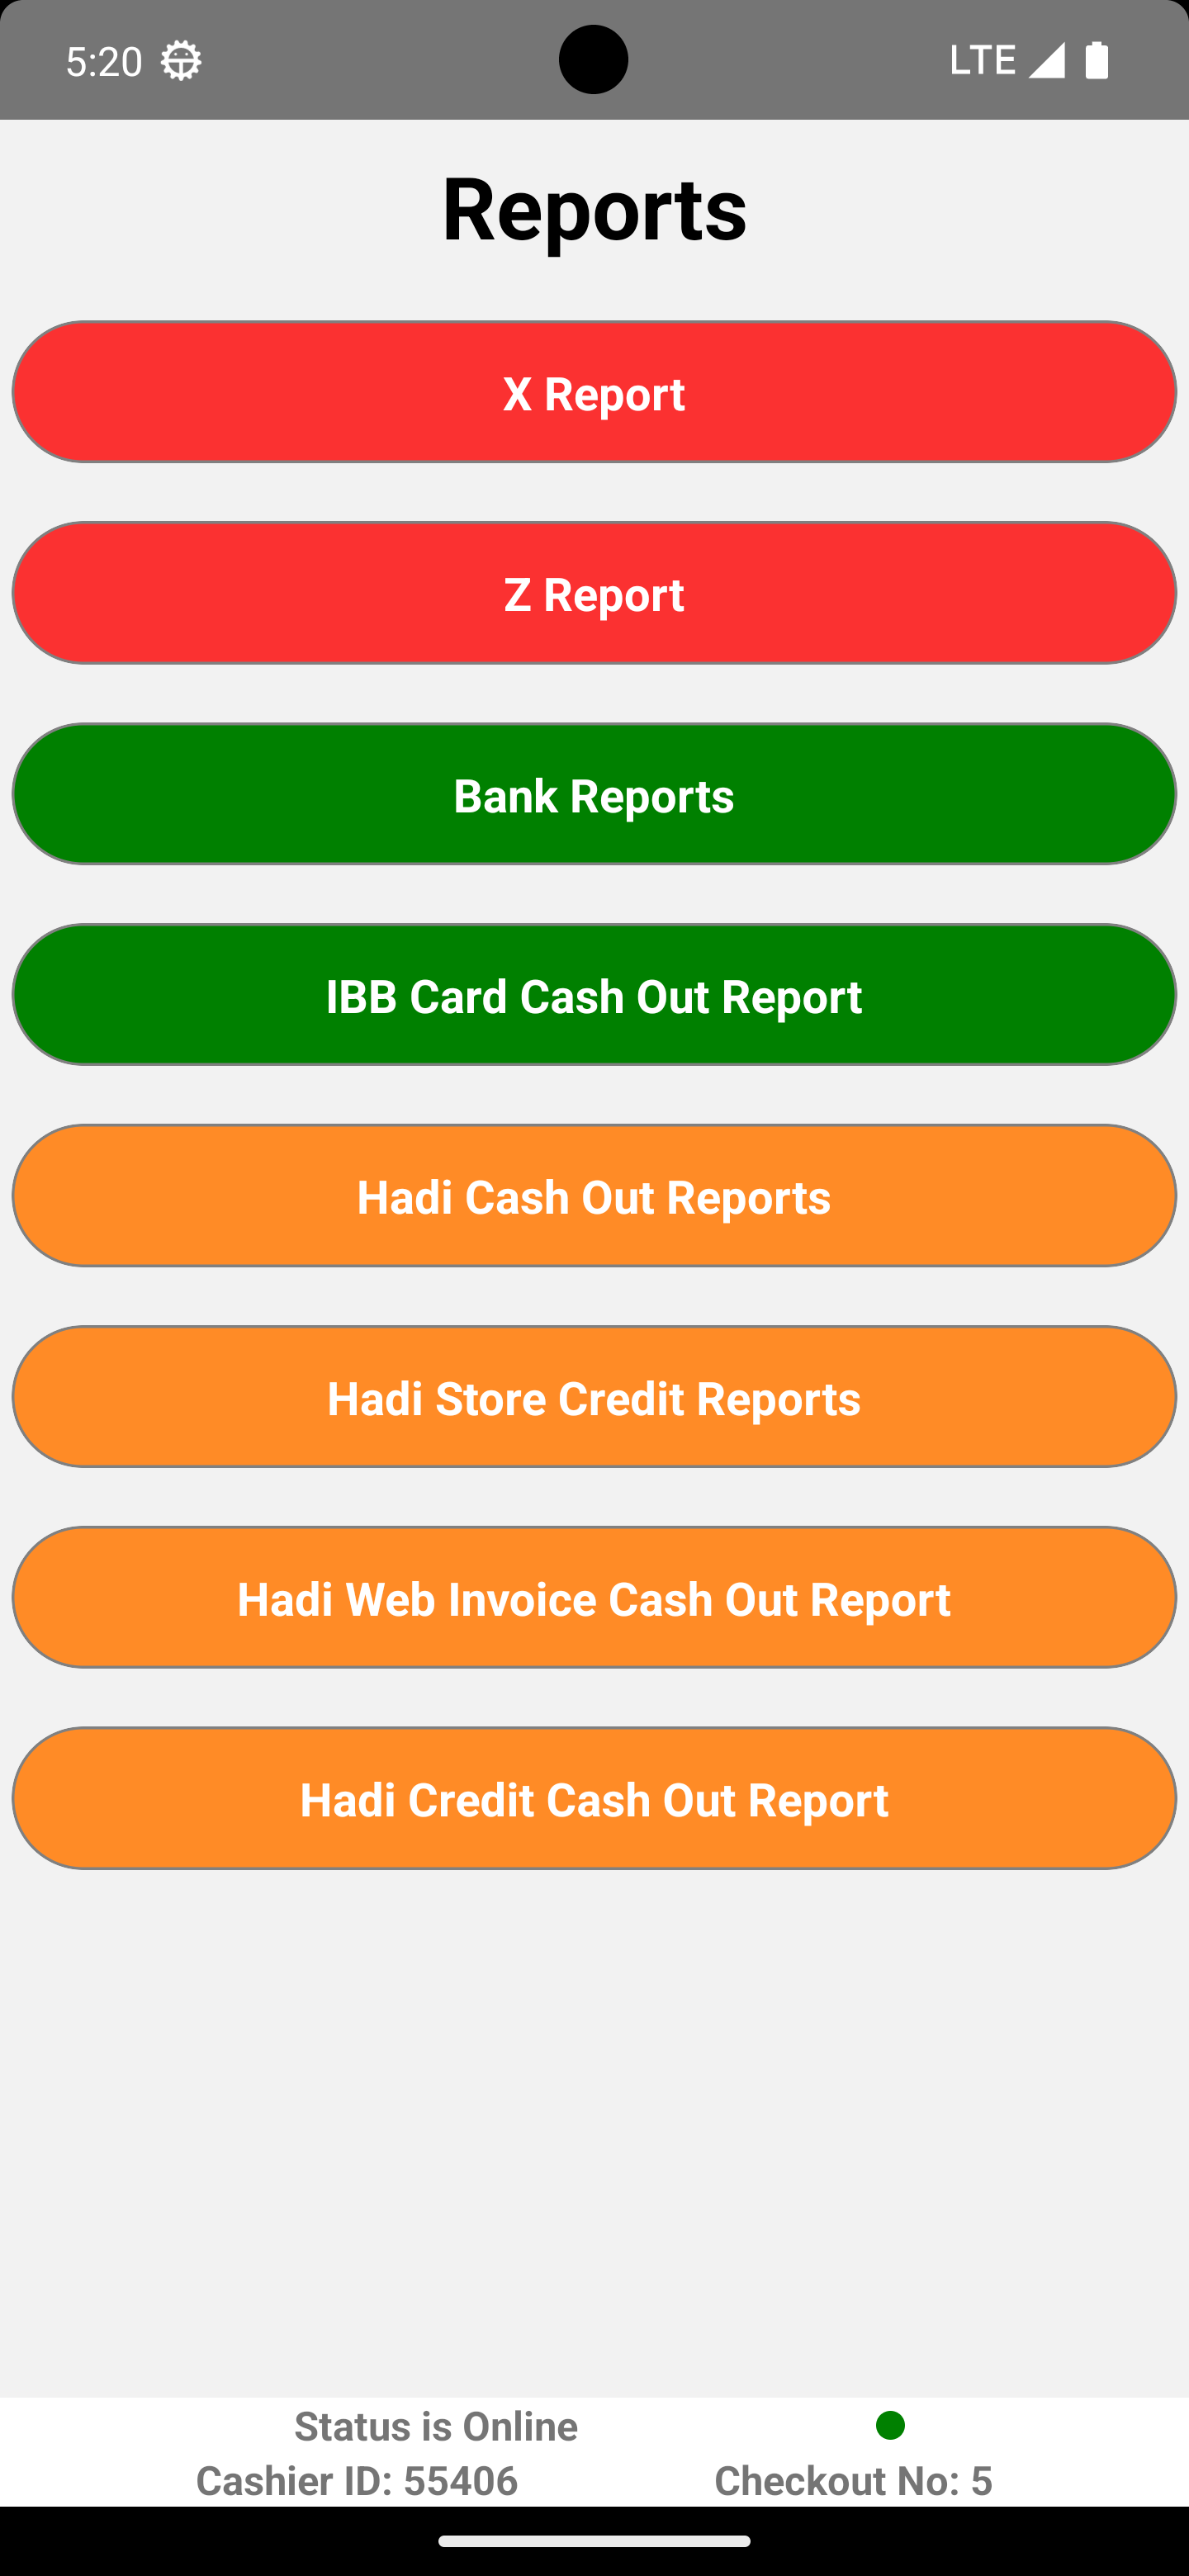 5:20 LTE
Reports
X Report
Z Report
Bank Reports
IBB Card Cash Out Report
Hadi Cash Out Reports
Hadi Store Credit Reports
Hadi Web Invoice Cash Out Report
Hadi Credit Cash Out Report
Status is Online
Cashier ID: 55406 Checkout No: 5